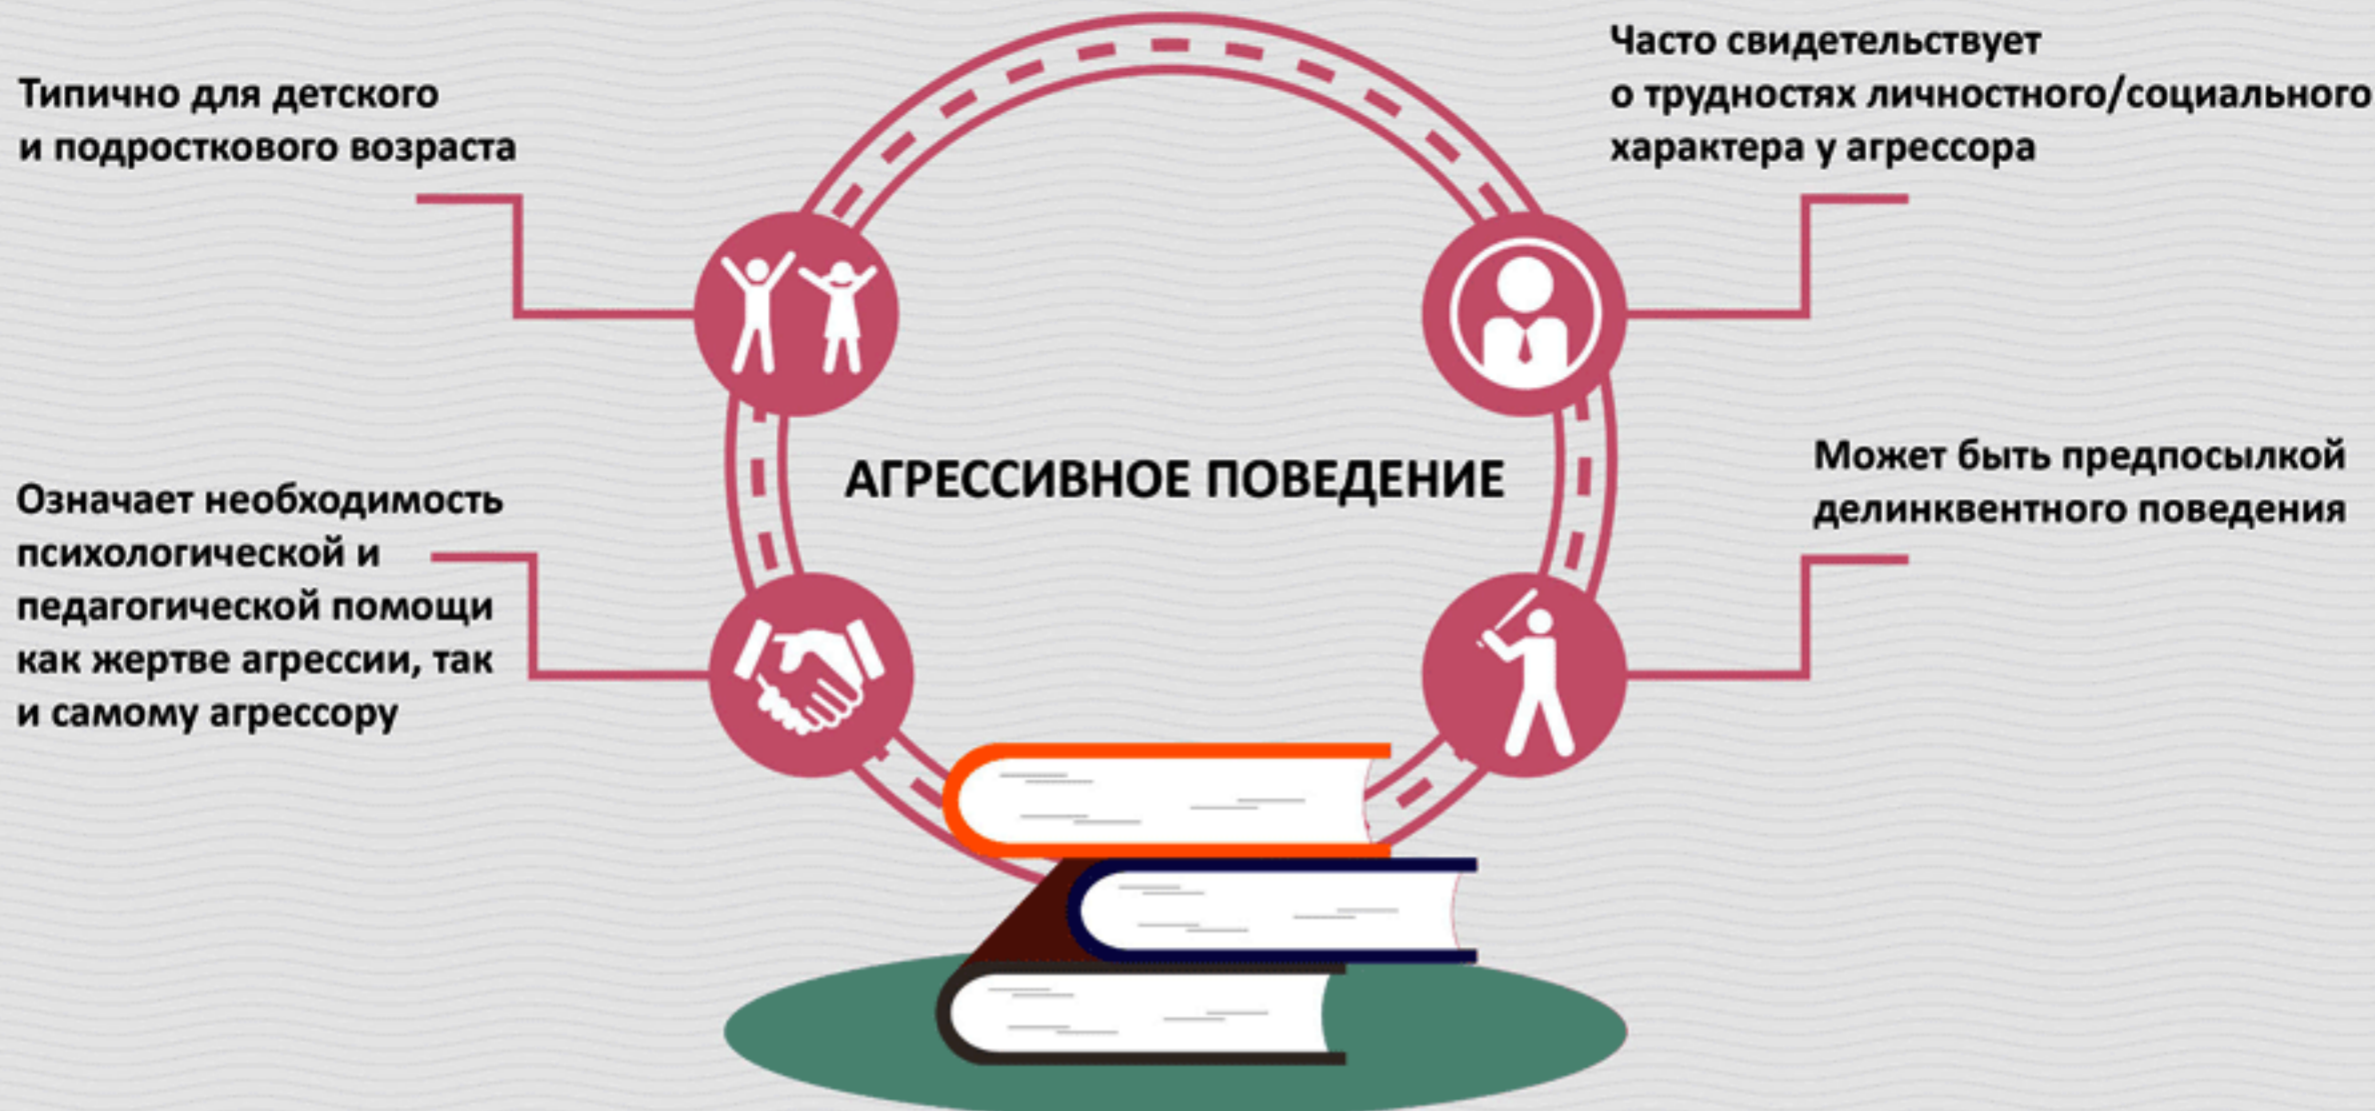 Типично для детского
и подросткового возраста
Часто свидетельствует
о трудностях личностного/социального
характера у агрессора
АГРЕССИВНОЕ ПОВЕДЕНИЕ
Означает необходимость
психологической и
педагогической помощи
как жертве агрессии, так
и самому агрессору
Может быть предпосылкой
делинквентного поведения